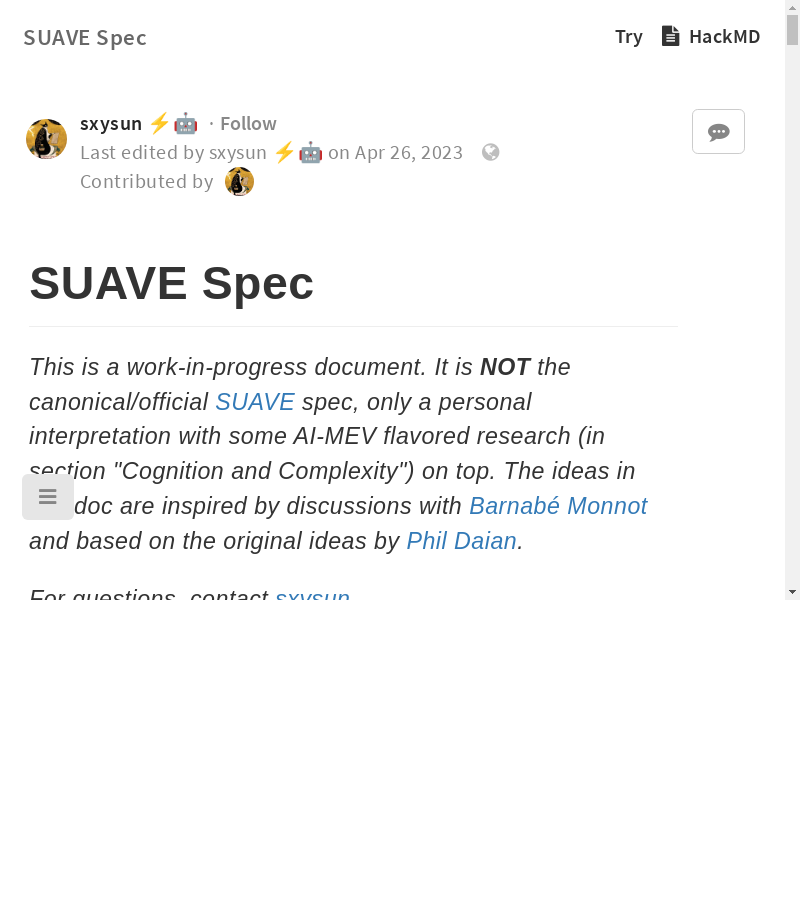 SUAVE Spec
Try HackMD
sxysun ⚡🤖 · Follow
Last edited by sxysun ⚡🤖 on Apr 26, 2023
Contributed by
SUAVE Spec
This is a work-in-progress document. It is NOT the
canonical/official SUAVE spec, only a personal
interpretation with some AI-MEV flavored research (in
section "Cognition and Complexity") on top. The ideas in
doc are inspired by discussions with Barnabé Monnot
and based on the original ideas by Phil Daian.
For questions, contact sxysun